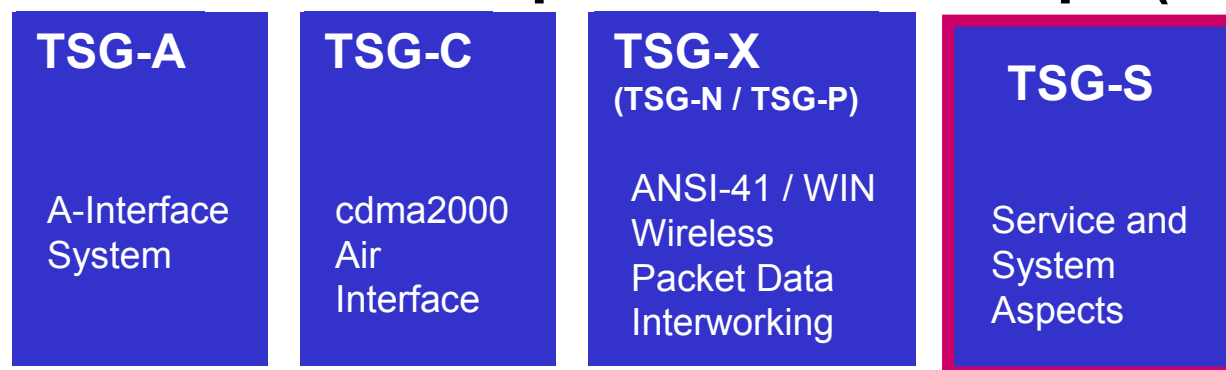 TSG-A
A-Interface
System
TSG-C
cdma2000
Air
Interface
TSG-X
(TSG-N / TSG-P)
ANSI-41 / WIN
Wireless
Packet Data
Interworking
TSG-S
Service and
System
Aspects